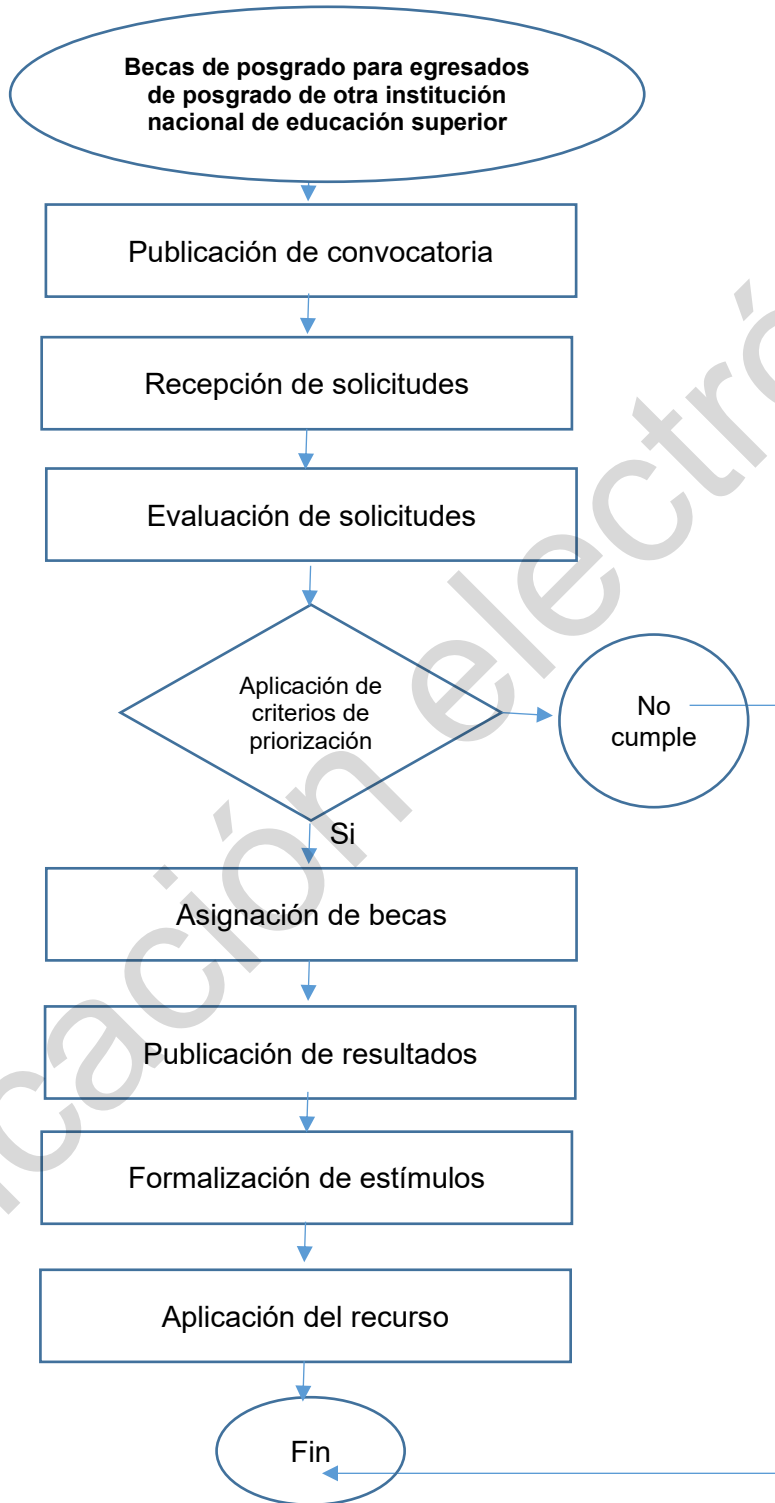 Becas de posgrado para egresados
de posgrado de otra institución
nacional de educación superior
Publicación de convocatoria
Recepción de solicitudes
Evaluación de solicitudes
Aplicación de
criterios de
priorización
No
cumple
Si
Asignación de becas
Publicación de resultados
Formalización de estímulos
Aplicación del recurso
Fin